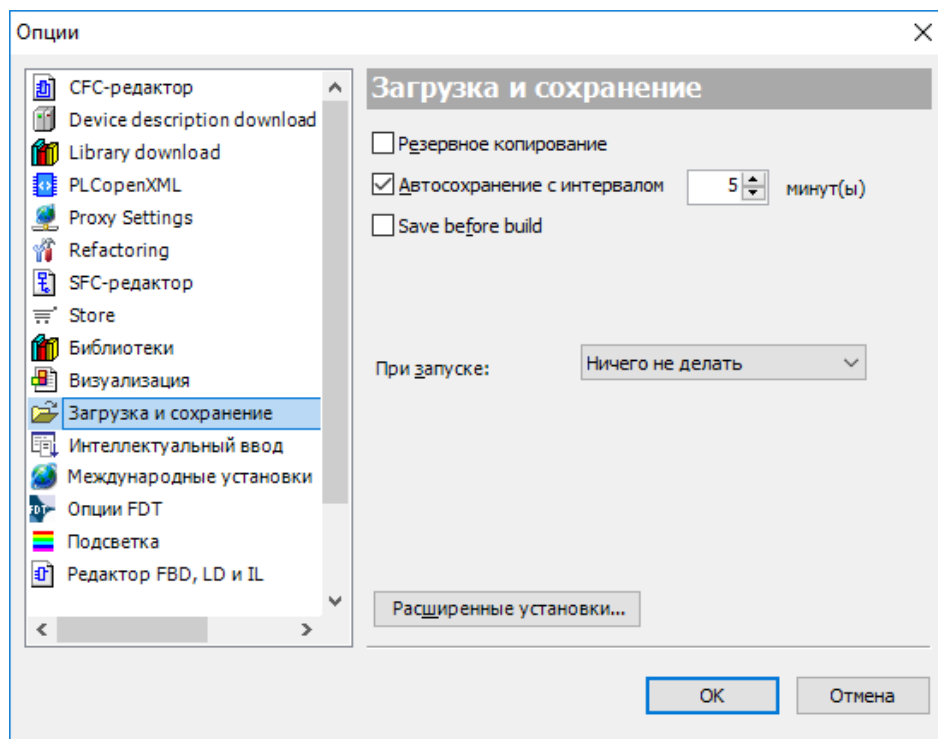 Опции
CFC-редактор
Device description download
Library download
PLCopenXML
Proxy Settings
Refactoring
SFC-редактор
Store
Библиотеки
Визуализация
Загрузка и сохранение
Интеллектуальный ввод
Международные установки
FDT
Опции FDT
Подсветка
Редактор FBD, LD и IL
Загрузка и сохранение
Резервное копирование
Автосохранение с интервалом 5 минут(ы)
Save before build
При запуске: Ничего не делать
Расширенные установки...
OK Отмена